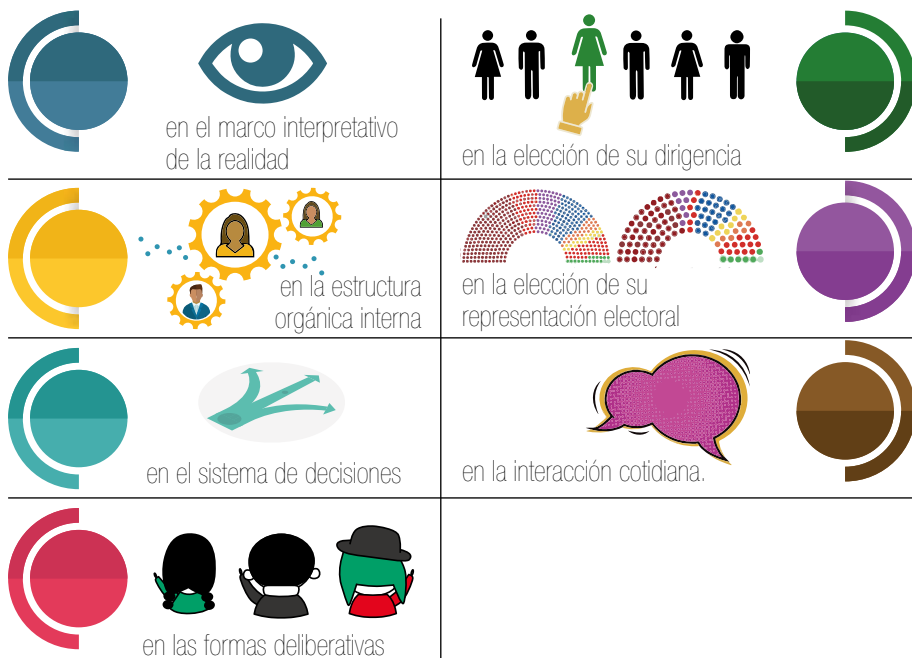 en el marco interpretativo
de la realidad
en la elección de su dirigencia
en la estructura
orgánica interna
en la elección de su
representación electoral
en el sistema de decisiones
en la interacción cotidiana.
en las formas deliberativas